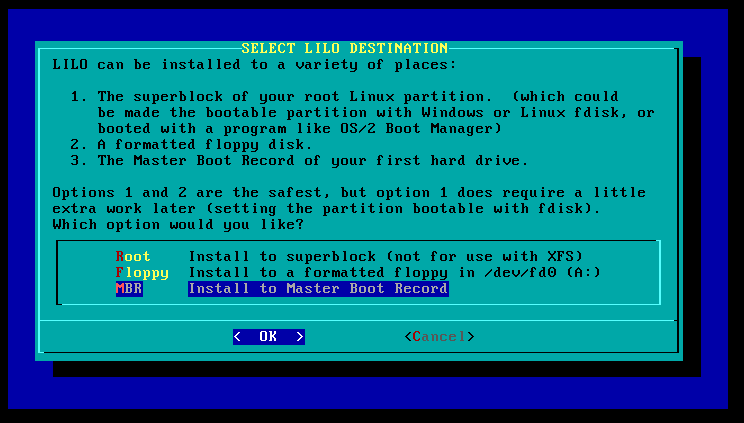 SELECT LILO DESTINATION
LILO can be installed to a variety of places:
1. The superblock of your root Linux partition. (which could
be made the bootable partition with Windows or Linux fdisk, or
booted with a program like OS/2 Boot Manager)
2. A formatted floppy disk.
3. The Master Boot Record of your first hard drive.
Options 1 and 2 are the safest, but option 1 does require a little
extra work later (setting the partition bootable with fdisk).
Which option would you like?
Root Install to superblock (not for use with XFS)
Floppy Install to a formatted floppy in /dev/fd0 (A:)
MBR Install to Master Boot Record
< OK > <Cancel>